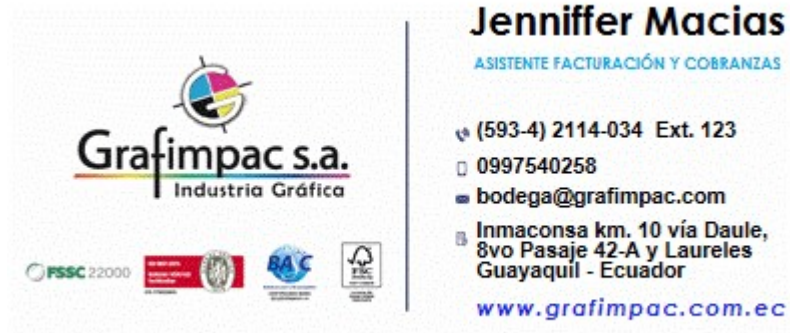 Grafimpac s.a.
Industria Gráfica
FSSC 22000
BASC
FSC
Jenniffer Macias
ASISTENTE FACTURACIÓN Y COBRANZAS
(593-4) 2114-034 Ext. 123
0997540258
bodega@grafimpac.com
Inmaconsa km. 10 vía Daule,
8vo Pasaje 42-A y Laureles
Guayaquil - Ecuador
www.grafimpac.com.ec